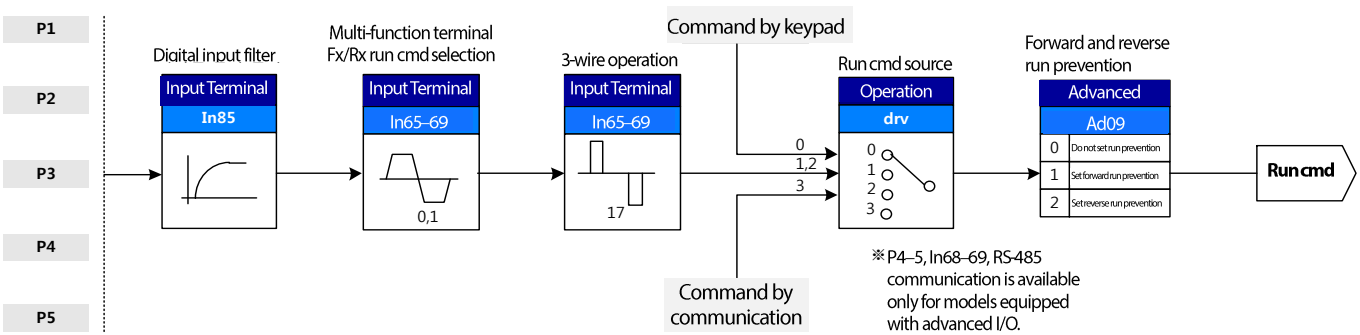 P1
P2
P3
P4
P5
Digital input filter
Input Terminal
In85
Multi-function terminal
Fx/Rx run cmd selection
Input Terminal
In65–69
0,1
3-wire operation
Input Terminal
In65–69
17
Command by keypad
0
1,2
3
Command by
communication
Run cmd source
Operation
drv
0
1
2
3
Forward and reverse
run prevention
Advanced
Ad09
0 Do not set run prevention
1 Set forward run prevention
2 Set reverse run prevention
Run cmd
※ P4–5, In68–69, RS-485
communication is available
only for models equipped
with advanced I/O.